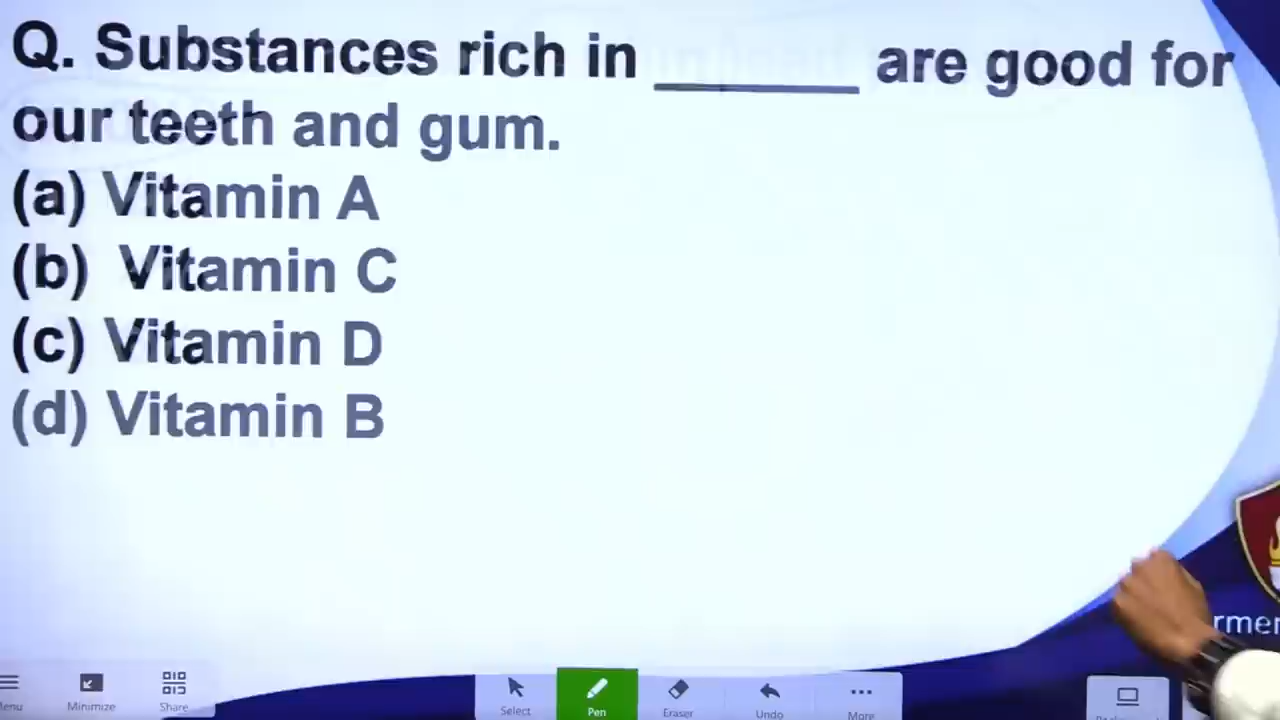 Q. Substances rich in ______ are good for
our teeth and gum.
(a) Vitamin A
(b) Vitamin C
(c) Vitamin D
(d) Vitamin B
Minimize
Share
Select
Pen
Eraser
Undo
More